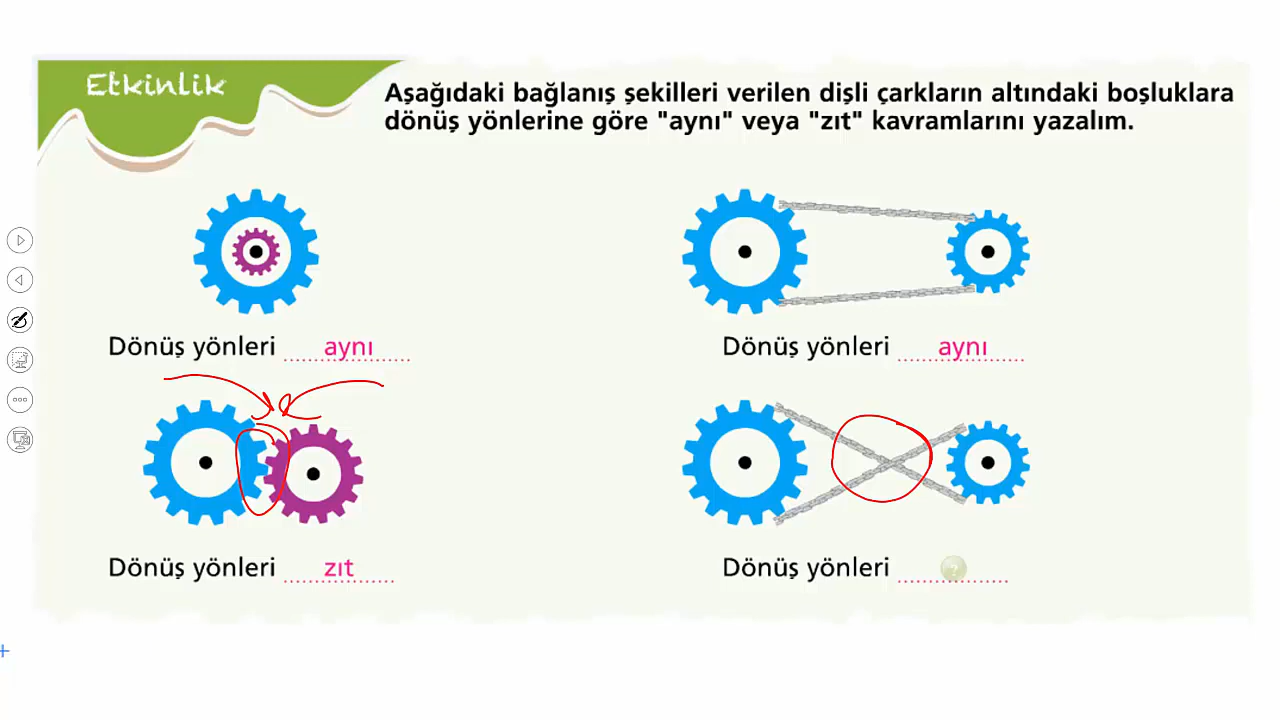 Etkinlik
Aşağıdaki bağlanış şekilleri verilen dişli çarkların altındaki boşluklara
dönüş yönlerine göre "aynı" veya "zıt" kavramlarını yazalım.
Dönüş yönleri aynı
Dönüş yönleri aynı
Dönüş yönleri zıt
Dönüş yönleri ?